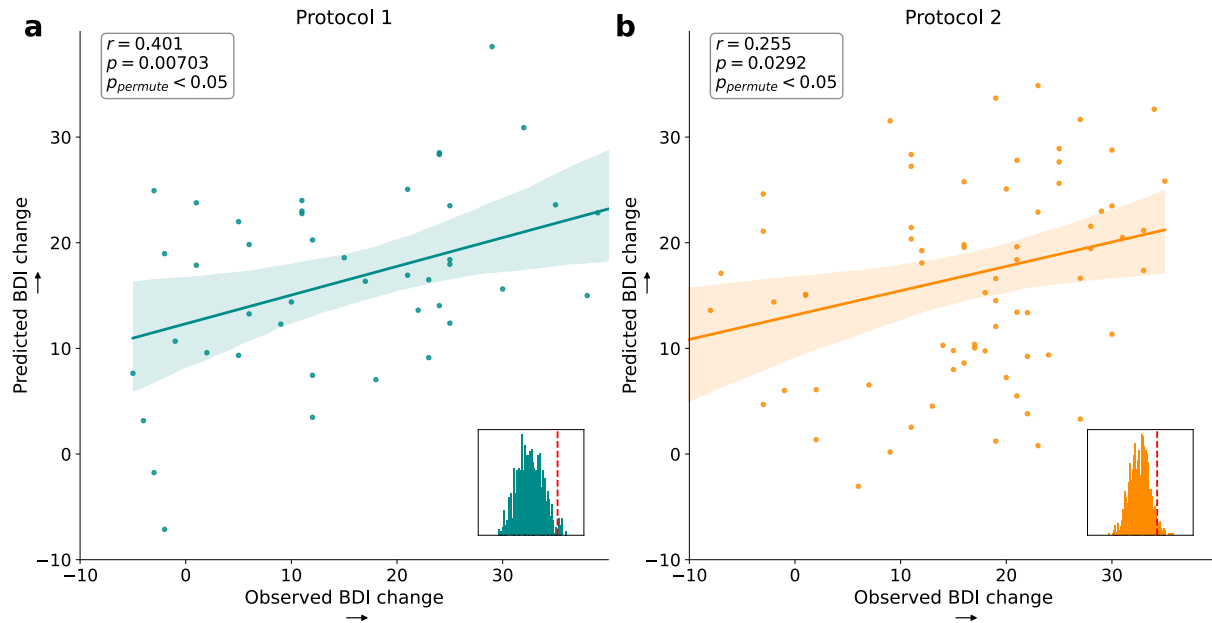 a
Protocol 1
r = 0.401
p = 0.00703
p_permute < 0.05
Predicted BDI change
30
20
10
0
−10
−10
0
10
20
30
Observed BDI change
b
Protocol 2
r = 0.255
p = 0.0292
p_permute < 0.05
Predicted BDI change
30
20
10
0
−10
−10
0
10
20
30
Observed BDI change